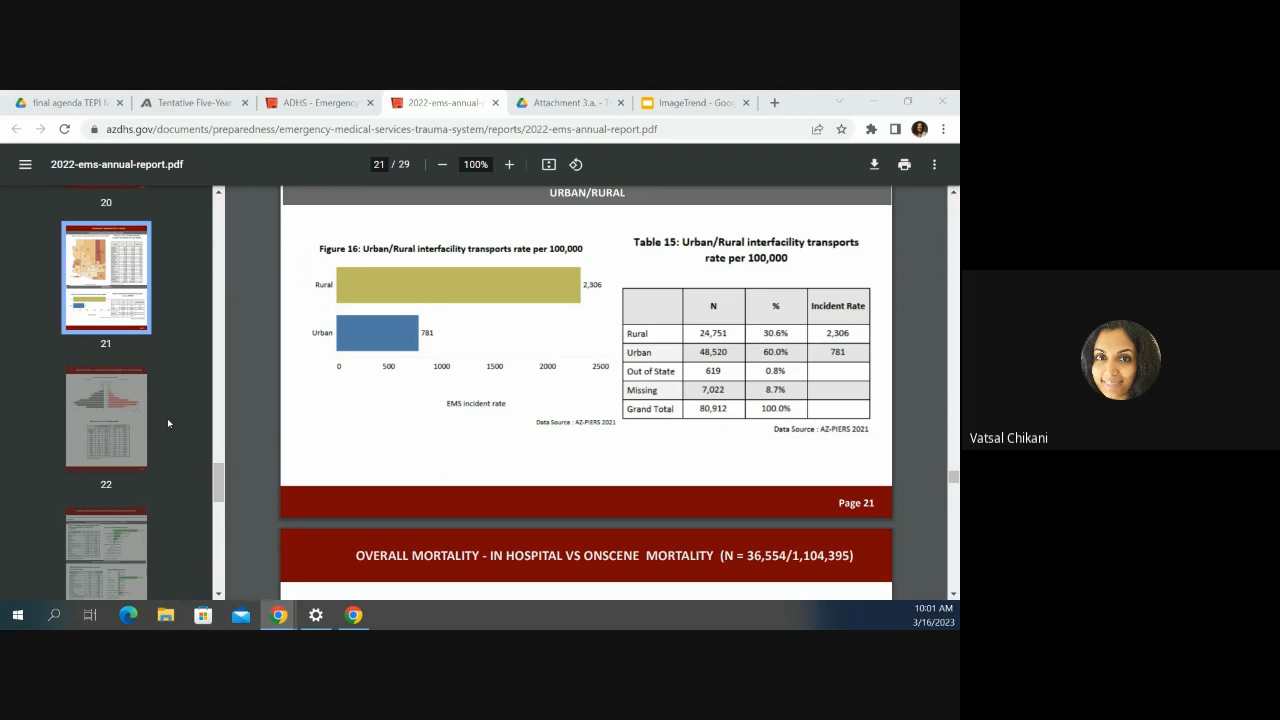 final agenda TEPI M
Tentative Five-Year
ADHS - Emergency
2022-ems-annual-
Attachment 3.a. - T
ImageTrend - Goo
azdhs.gov/documents/preparedness/emergency-medical-services-trauma-system/reports/2022-ems-annual-report.pdf
2022-ems-annual-report.pdf
21 / 29
100%
20
21
22
URBAN/RURAL
Figure 16: Urban/Rural interfacility transports rate per 100,000
Rural 2,306
Urban 781
0 500 1000 1500 2000 2500
EMS incident rate
Data Source : AZ-PIERS 2021
Table 15: Urban/Rural interfacility transports
rate per 100,000
N % Incident Rate
Rural 24,751 30.6% 2,306
Urban 48,520 60.0% 781
Out of State 619 0.8%
Missing 7,022 8.7%
Grand Total 80,912 100.0%
Data Source : AZ-PIERS 2021
Page 21
OVERALL MORTALITY - IN HOSPITAL VS ONSCENE MORTALITY (N = 36,554/1,104,395)
10:01 AM
3/16/2023
Vatsal Chikani